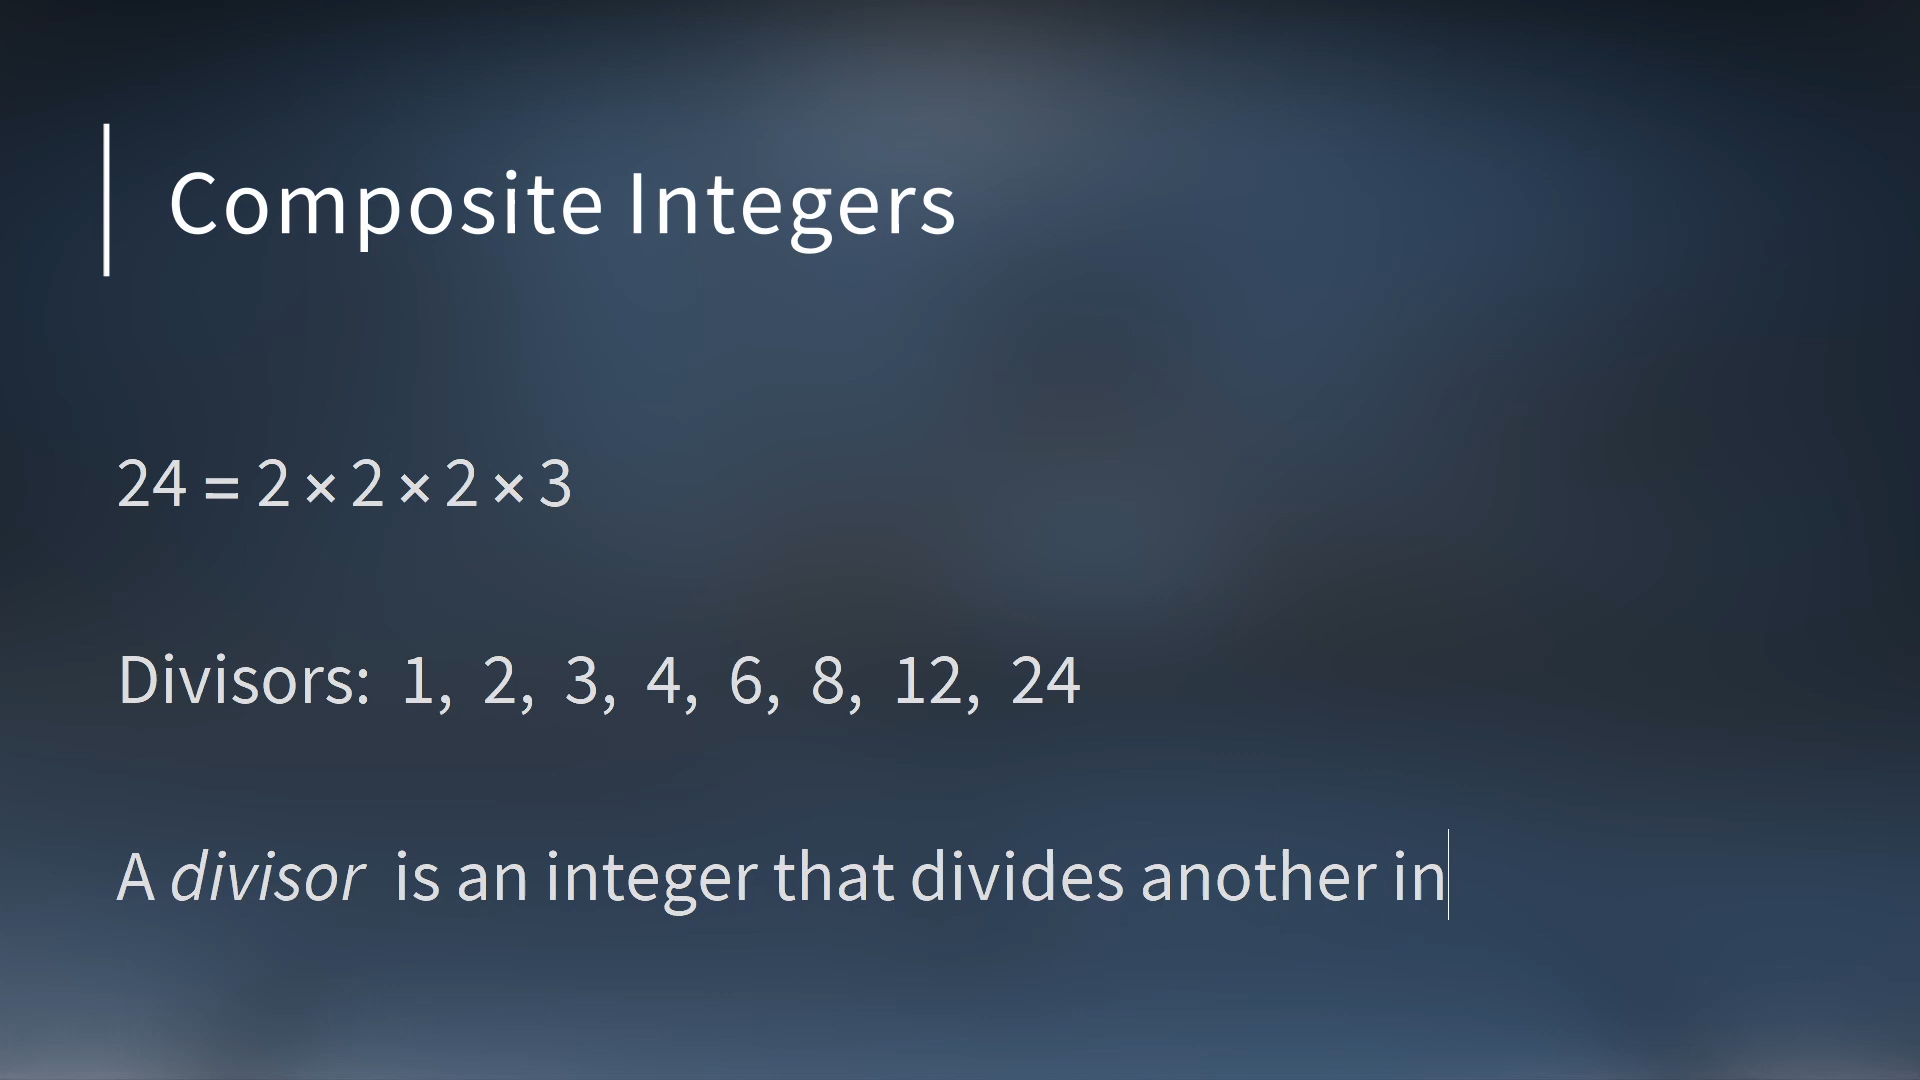 Composite Integers
24 = 2 × 2 × 2 × 3
Divisors: 1, 2, 3, 4, 6, 8, 12, 24
A divisor is an integer that divides another in